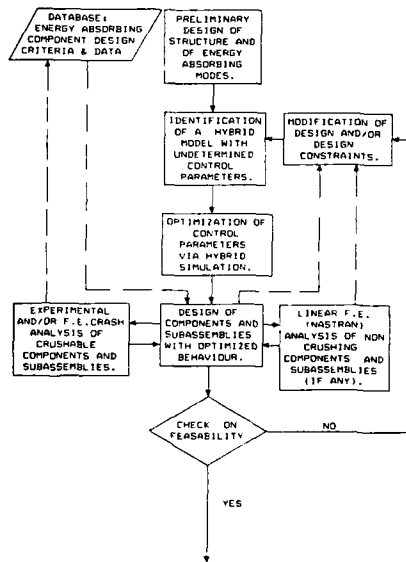 DATABASE:
ENERGY ABSORBING
COMPONENT DESIGN
CRITERIA & DATA
PRELIMINARY
DESIGN OF
STRUCTURE AND
OF ENERGY
ABSORBING
MODES.
IDENTIFICATION
OF A HYBRID
MODEL WITH
UNDETERMINED
CONTROL
PARAMETERS.
MODIFICATION OF
DESIGN AND/OR
DESIGN
CONSTRAINTS.
OPTIMIZATION OF
CONTROL
PARAMETERS
VIA HYBRID
SIMULATION.
EXPERIMENTAL
AND/OR F.E. CRASH
ANALYSIS OF
CRUSHABLE
COMPONENTS AND
SUBASSEMBLIES.
DESIGN OF
COMPONENTS AND
SUBASSEMBLIES
WITH OPTIMIZED
BEHAVIOUR.
LINEAR F.E.
(NASTRAN)
ANALYSIS OF NON
CRUSHING
COMPONENTS AND
SUBASSEMBLIES
(IF ANY).
CHECK ON
FEASABILITY
NO
YES